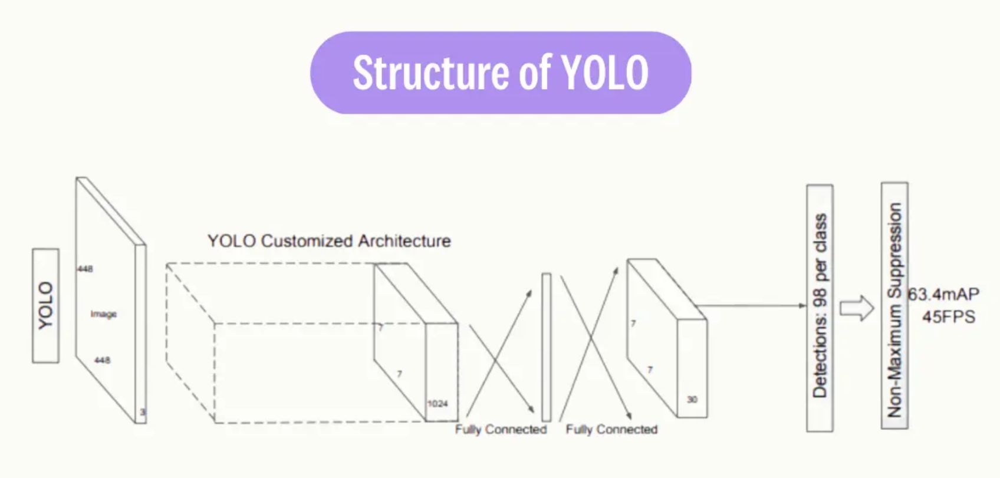 Structure of YOLO
YOLO
448
Image
448
3
YOLO Customized Architecture
7
7
1024
Fully Connected
Fully Connected
7
7
30
Detections: 98 per class
Non-Maximum Suppression
63.4mAP
45FPS